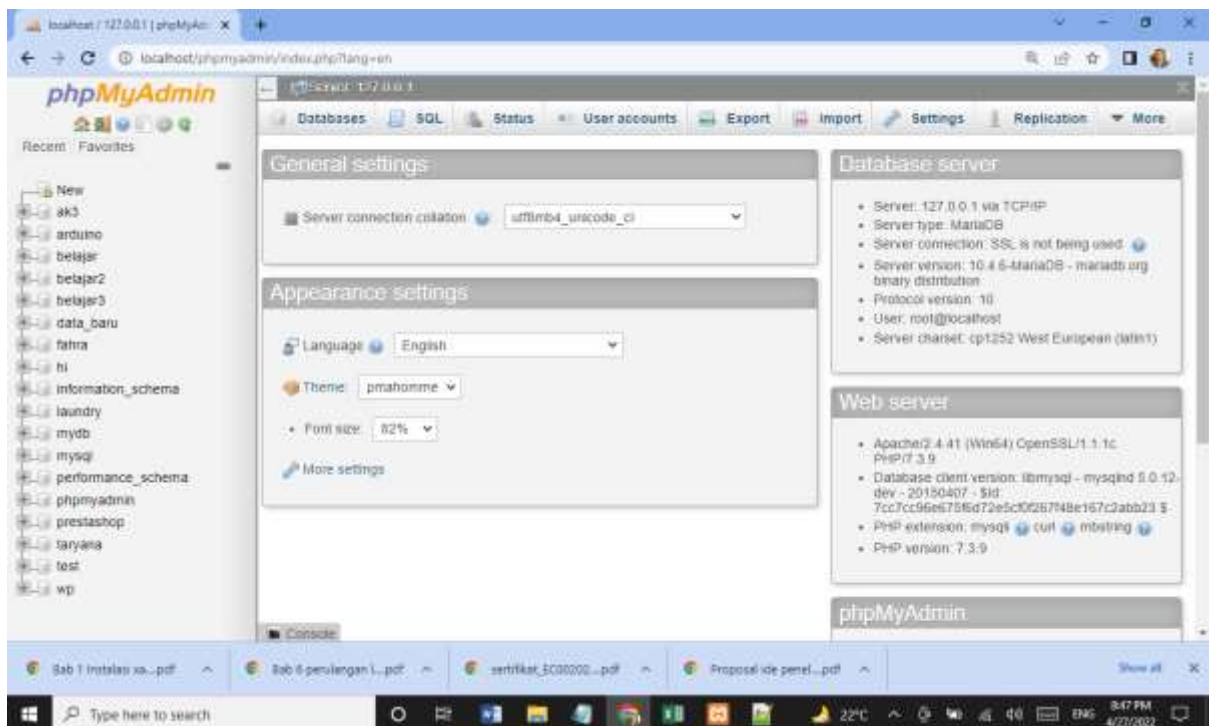 localhost / 127.0.0.1 | phpMyAd
localhost/phpmyadmin/index.php?lang=en
phpMyAdmin
Recent Favorites
New
ak3
arduino
belajar
belajar2
belajar3
data_baru
fahra
hi
information_schema
laundry
mydb
mysql
performance_schema
phpmyadmin
prestashop
taryana
test
wp
Server: 127.0.0.1
Databases SQL Status User accounts Export Import Settings Replication More
General settings
Server connection collation utf8mb4_unicode_ci
Appearance settings
Language English
Theme: pmahomme
Font size: 82%
More settings
Console
Database server
Server: 127.0.0.1 via TCP/IP
Server type: MariaDB
Server connection: SSL is not being used
Server version: 10.4.6-MariaDB - mariadb.org
binary distribution
Protocol version: 10
User: root@localhost
Server charset: cp1252 West European (latin1)
Web server
Apache/2.4.41 (Win64) OpenSSL/1.1.1c
PHP/7.3.9
Database client version: libmysql - mysqlnd 5.0.12-
dev - 20150407 - $Id:
7cc7cc96e675f6d72e5cf0f267f48e167c2abb23 $
PHP extension: mysqli curl mbstring
PHP version: 7.3.9
phpMyAdmin
Bab 1 Instalasi xa....pdf
Bab 6 perulangan l....pdf
sertifikat_EC00202....pdf
Proposal ide penel....pdf
Show all
Type here to search
22°C
ENG
8:47 PM
4/27/2022